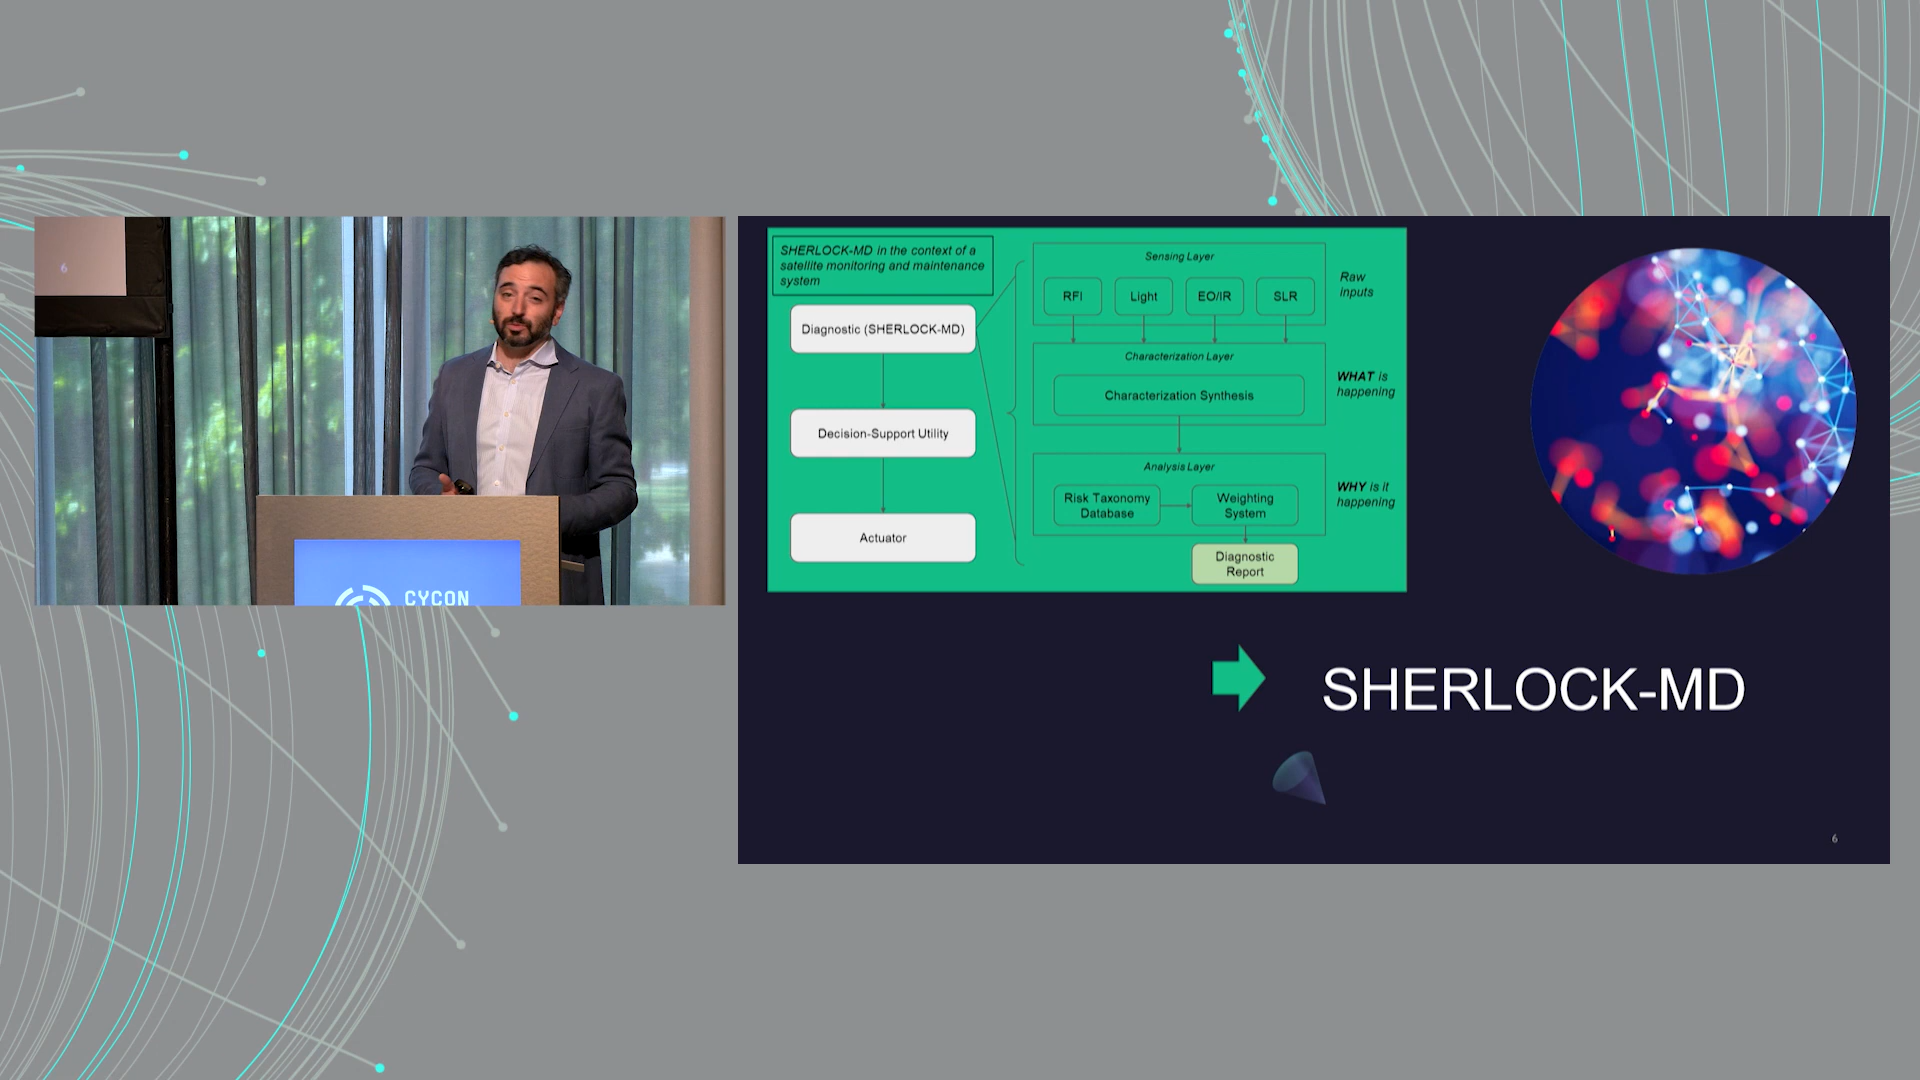 6
CYCON
SHERLOCK-MD in the context of a
satellite monitoring and maintenance
system
Diagnostic (SHERLOCK-MD)
Decision-Support Utility
Actuator
Sensing Layer
RFI
Light
EO/IR
SLR
Raw
inputs
Characterization Layer
Characterization Synthesis
WHAT is
happening
Analysis Layer
Risk Taxonomy
Database
Weighting
System
WHY is it
happening
Diagnostic
Report
SHERLOCK-MD
6